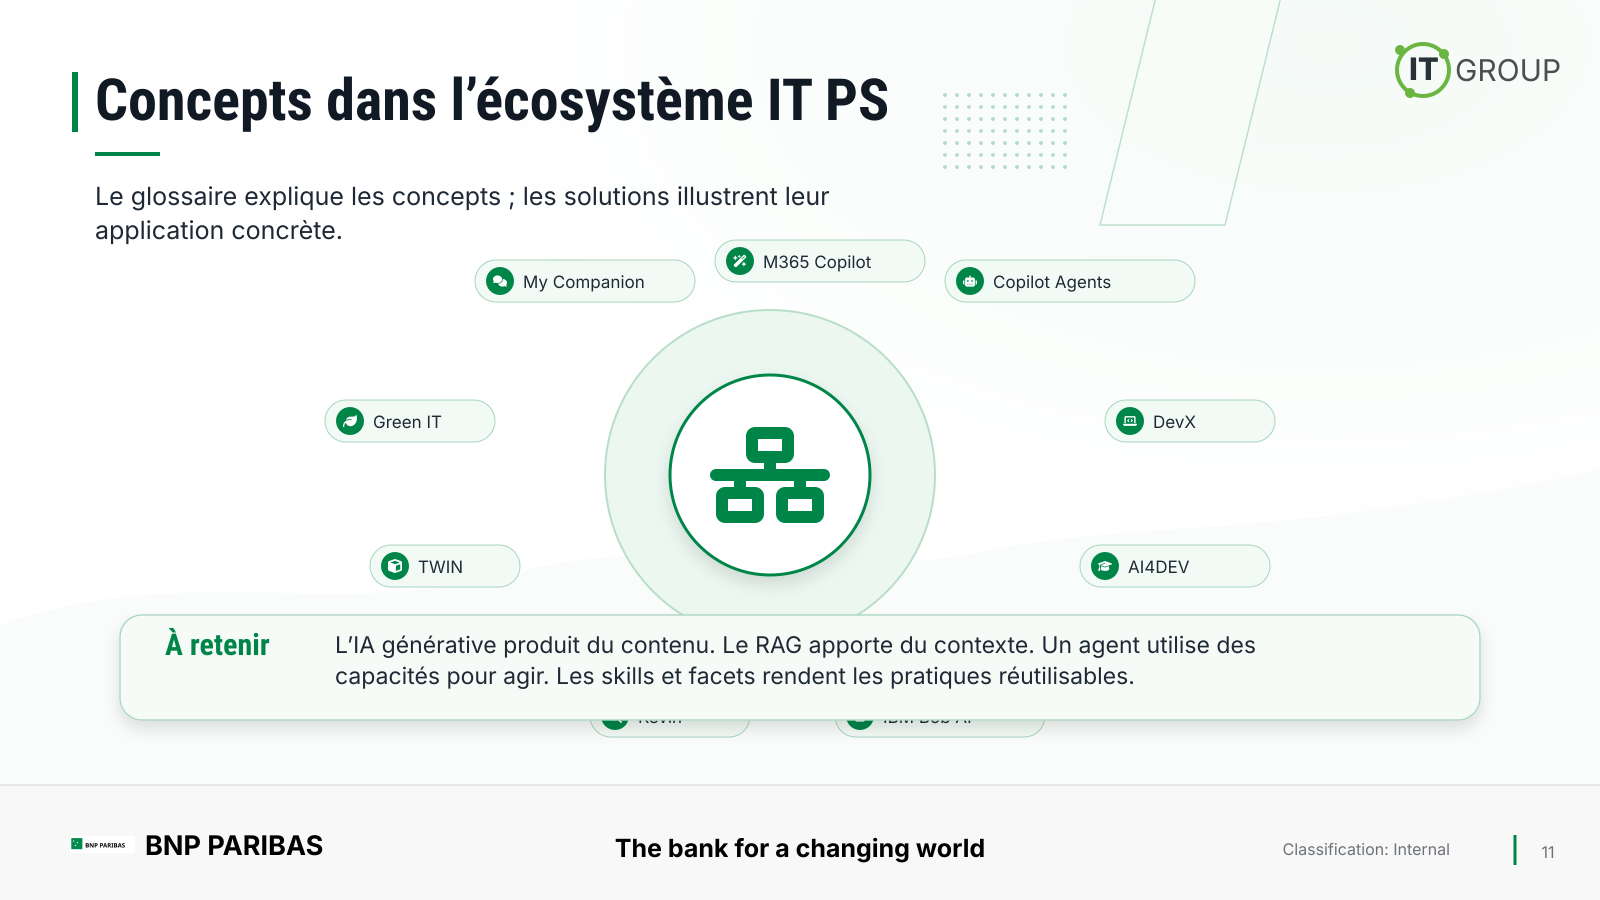 Concepts dans l’écosystème IT PS
IT GROUP
Le glossaire explique les concepts ; les solutions illustrent leur
application concrète.
My Companion
M365 Copilot
Copilot Agents
Green IT
DevX
TWIN
AI4DEV
À retenir
L’IA générative produit du contenu. Le RAG apporte du contexte. Un agent utilise des
capacités pour agir. Les skills et facets rendent les pratiques réutilisables.
BNP PARIBAS
BNP PARIBAS
The bank for a changing world
Classification: Internal
11